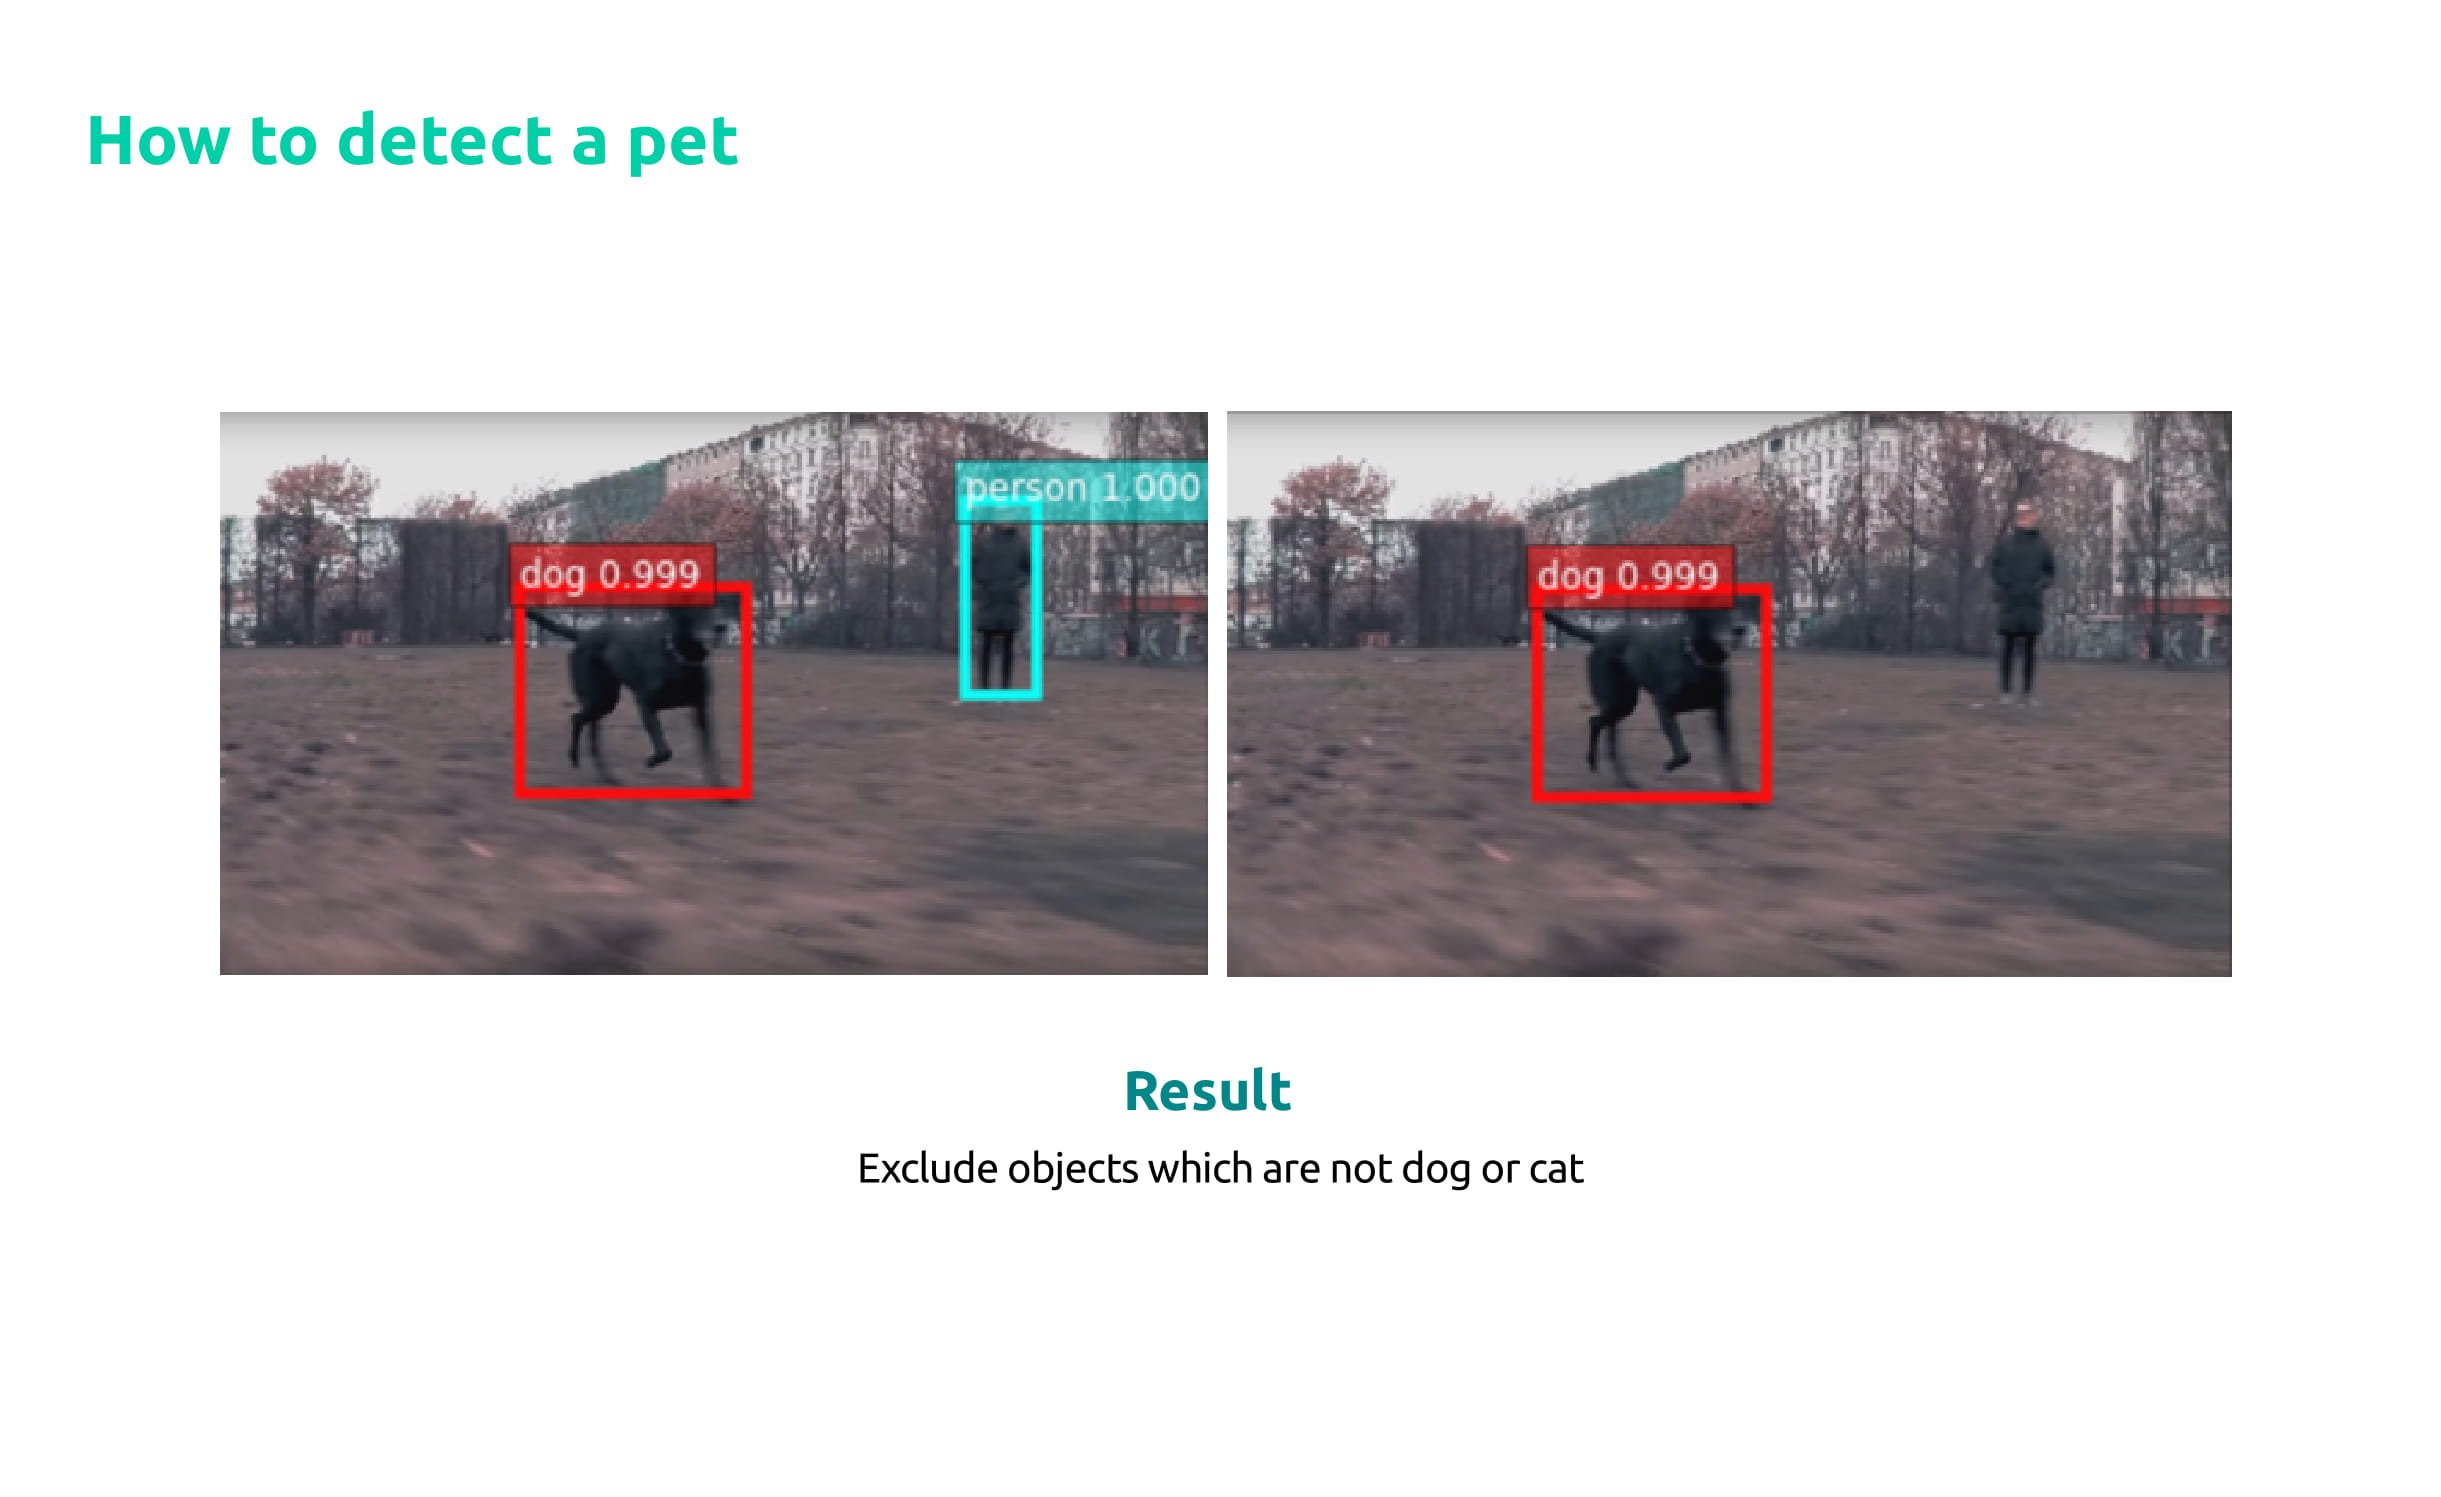 How to detect a pet
person 1.000
dog 0.999
dog 0.999
Result
Exclude objects which are not dog or cat